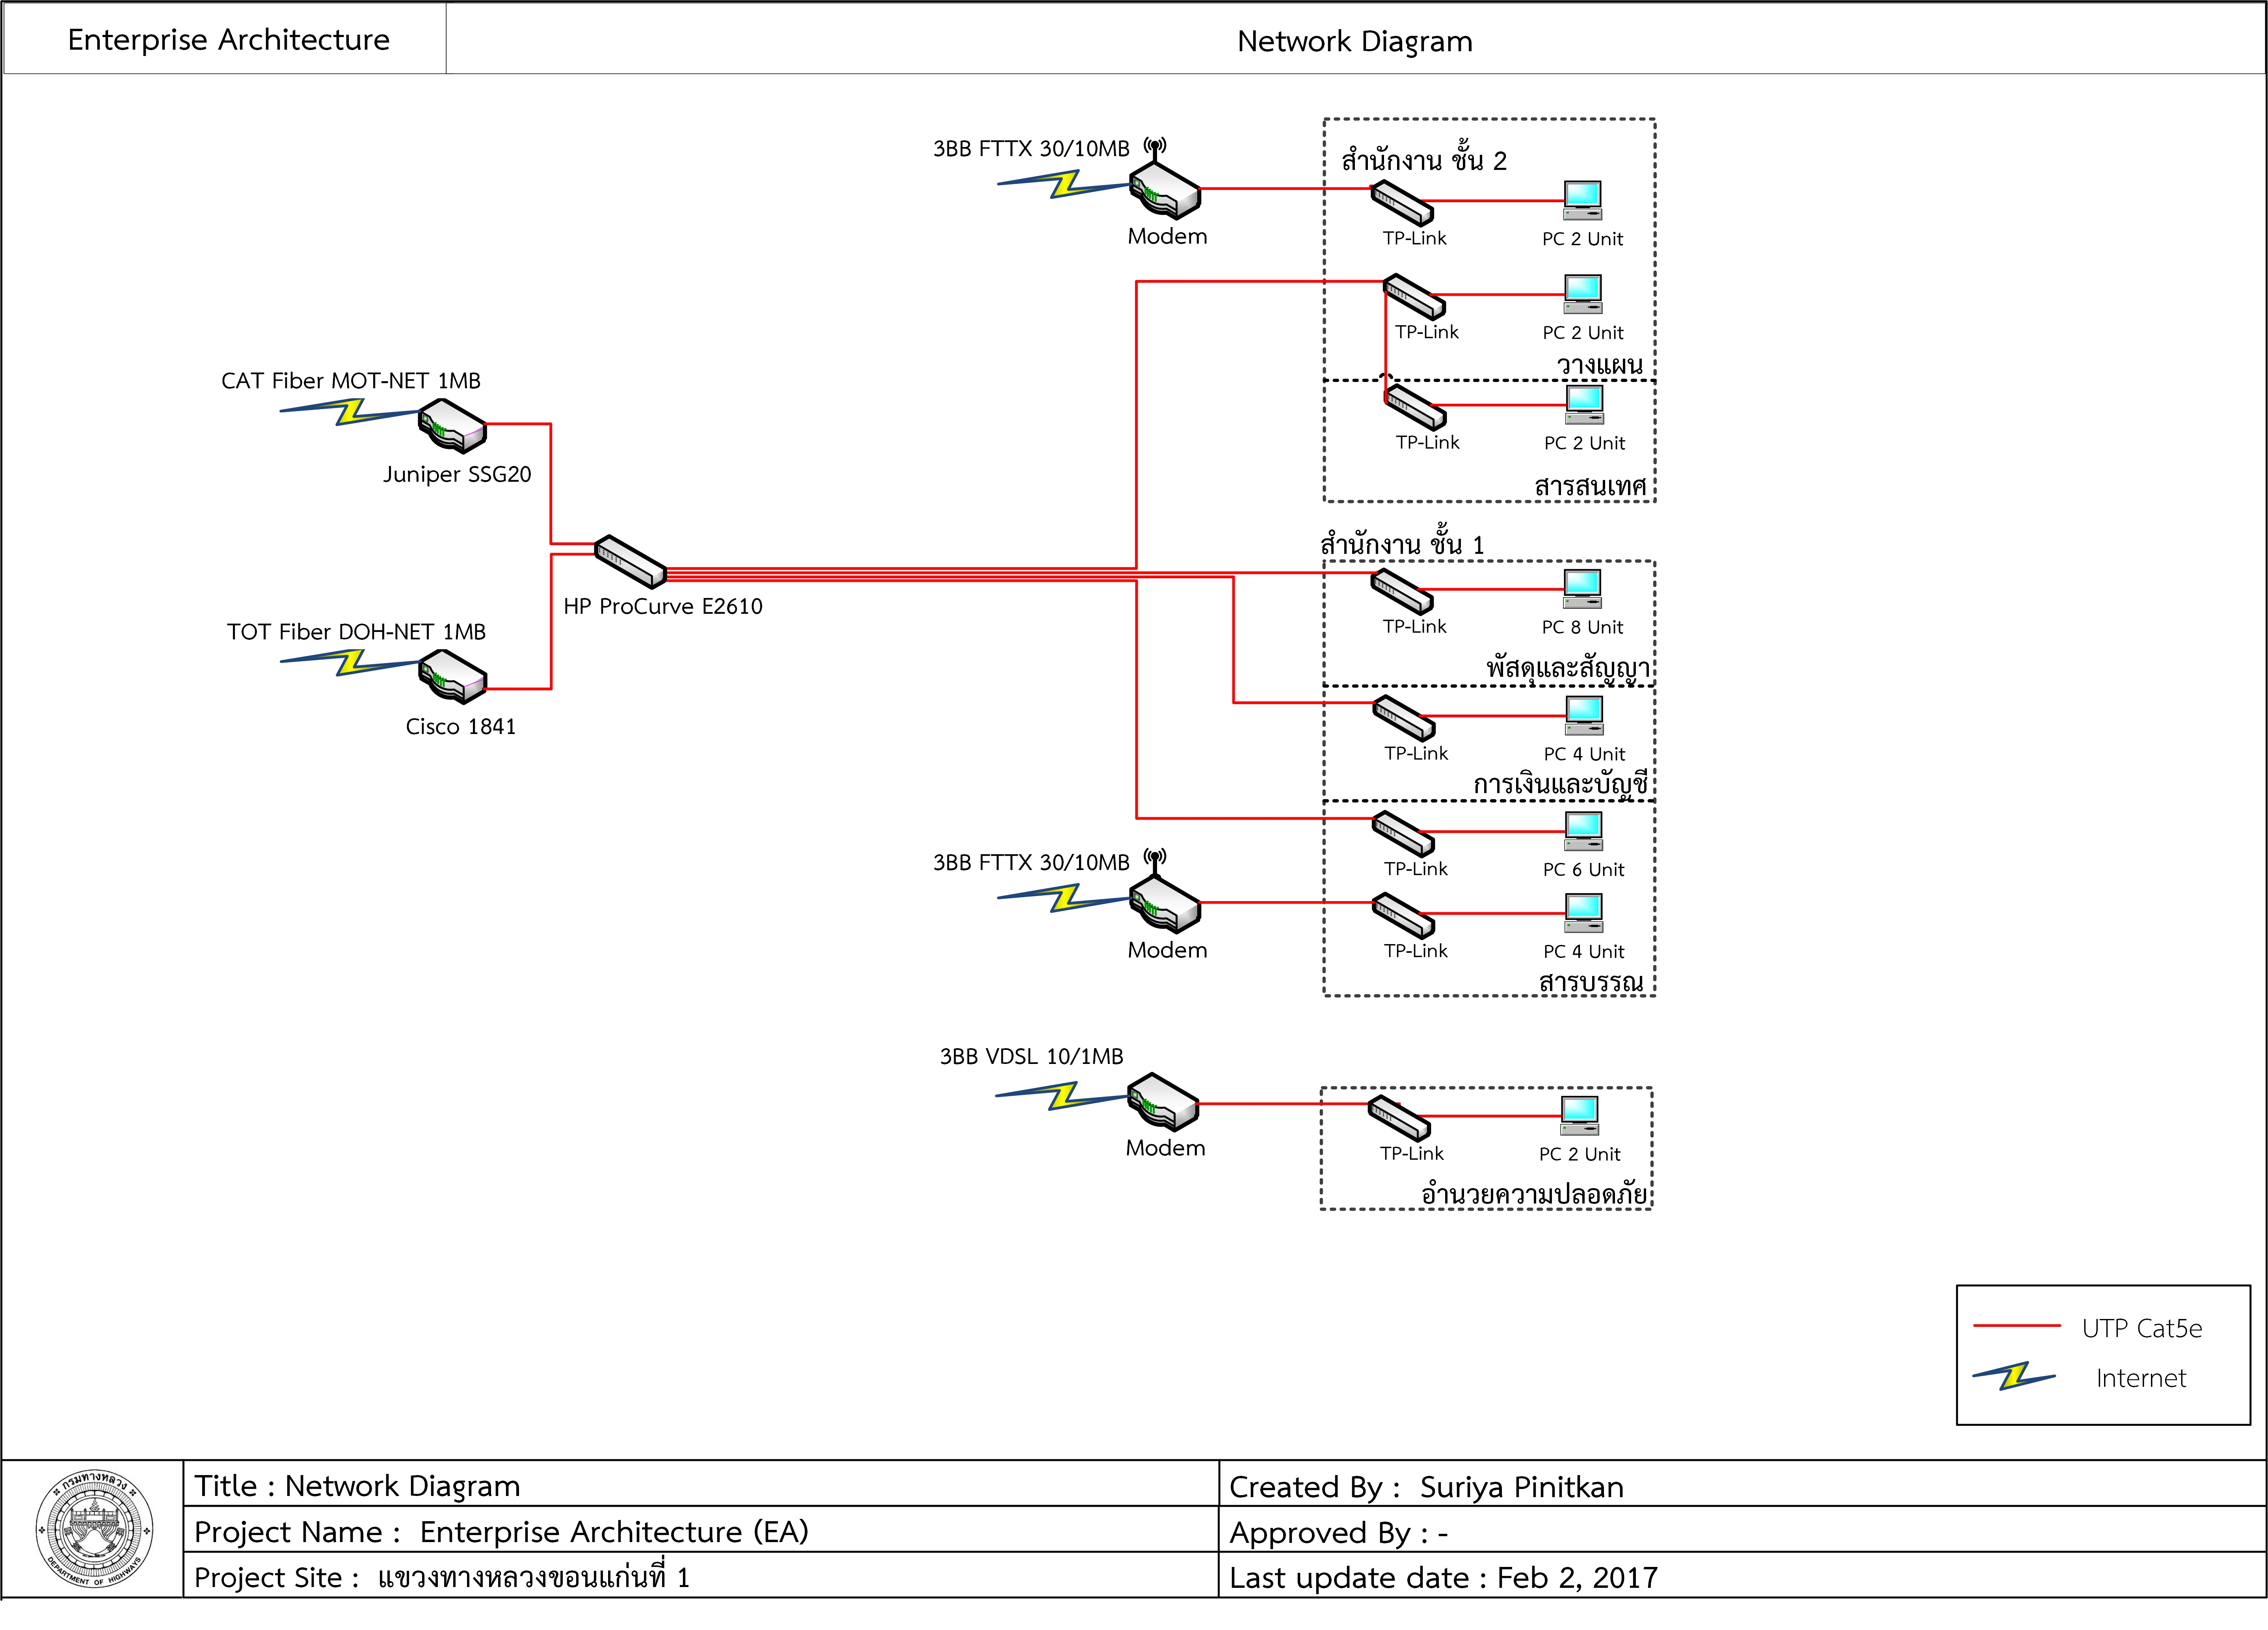 Enterprise Architecture
Network Diagram
3BB FTTX 30/10MB
Modem
สำนักงาน ชั้น 2
TP-Link
PC 2 Unit
TP-Link
PC 2 Unit
วางแผน
TP-Link
PC 2 Unit
สารสนเทศ
CAT Fiber MOT-NET 1MB
Juniper SSG20
HP ProCurve E2610
TOT Fiber DOH-NET 1MB
Cisco 1841
สำนักงาน ชั้น 1
TP-Link
PC 8 Unit
พัสดุและสัญญา
TP-Link
PC 4 Unit
การเงินและบัญชี
TP-Link
PC 6 Unit
3BB FTTX 30/10MB
Modem
TP-Link
PC 4 Unit
สารบรรณ
3BB VDSL 10/1MB
Modem
TP-Link
PC 2 Unit
อำนวยความปลอดภัย
UTP Cat5e
Internet
กรมทางหลวง
DEPARTMENT OF HIGHWAYS
Title : Network Diagram
Created By : Suriya Pinitkan
Project Name : Enterprise Architecture (EA)
Approved By : -
Project Site : แขวงทางหลวงขอนแก่นที่ 1
Last update date : Feb 2, 2017